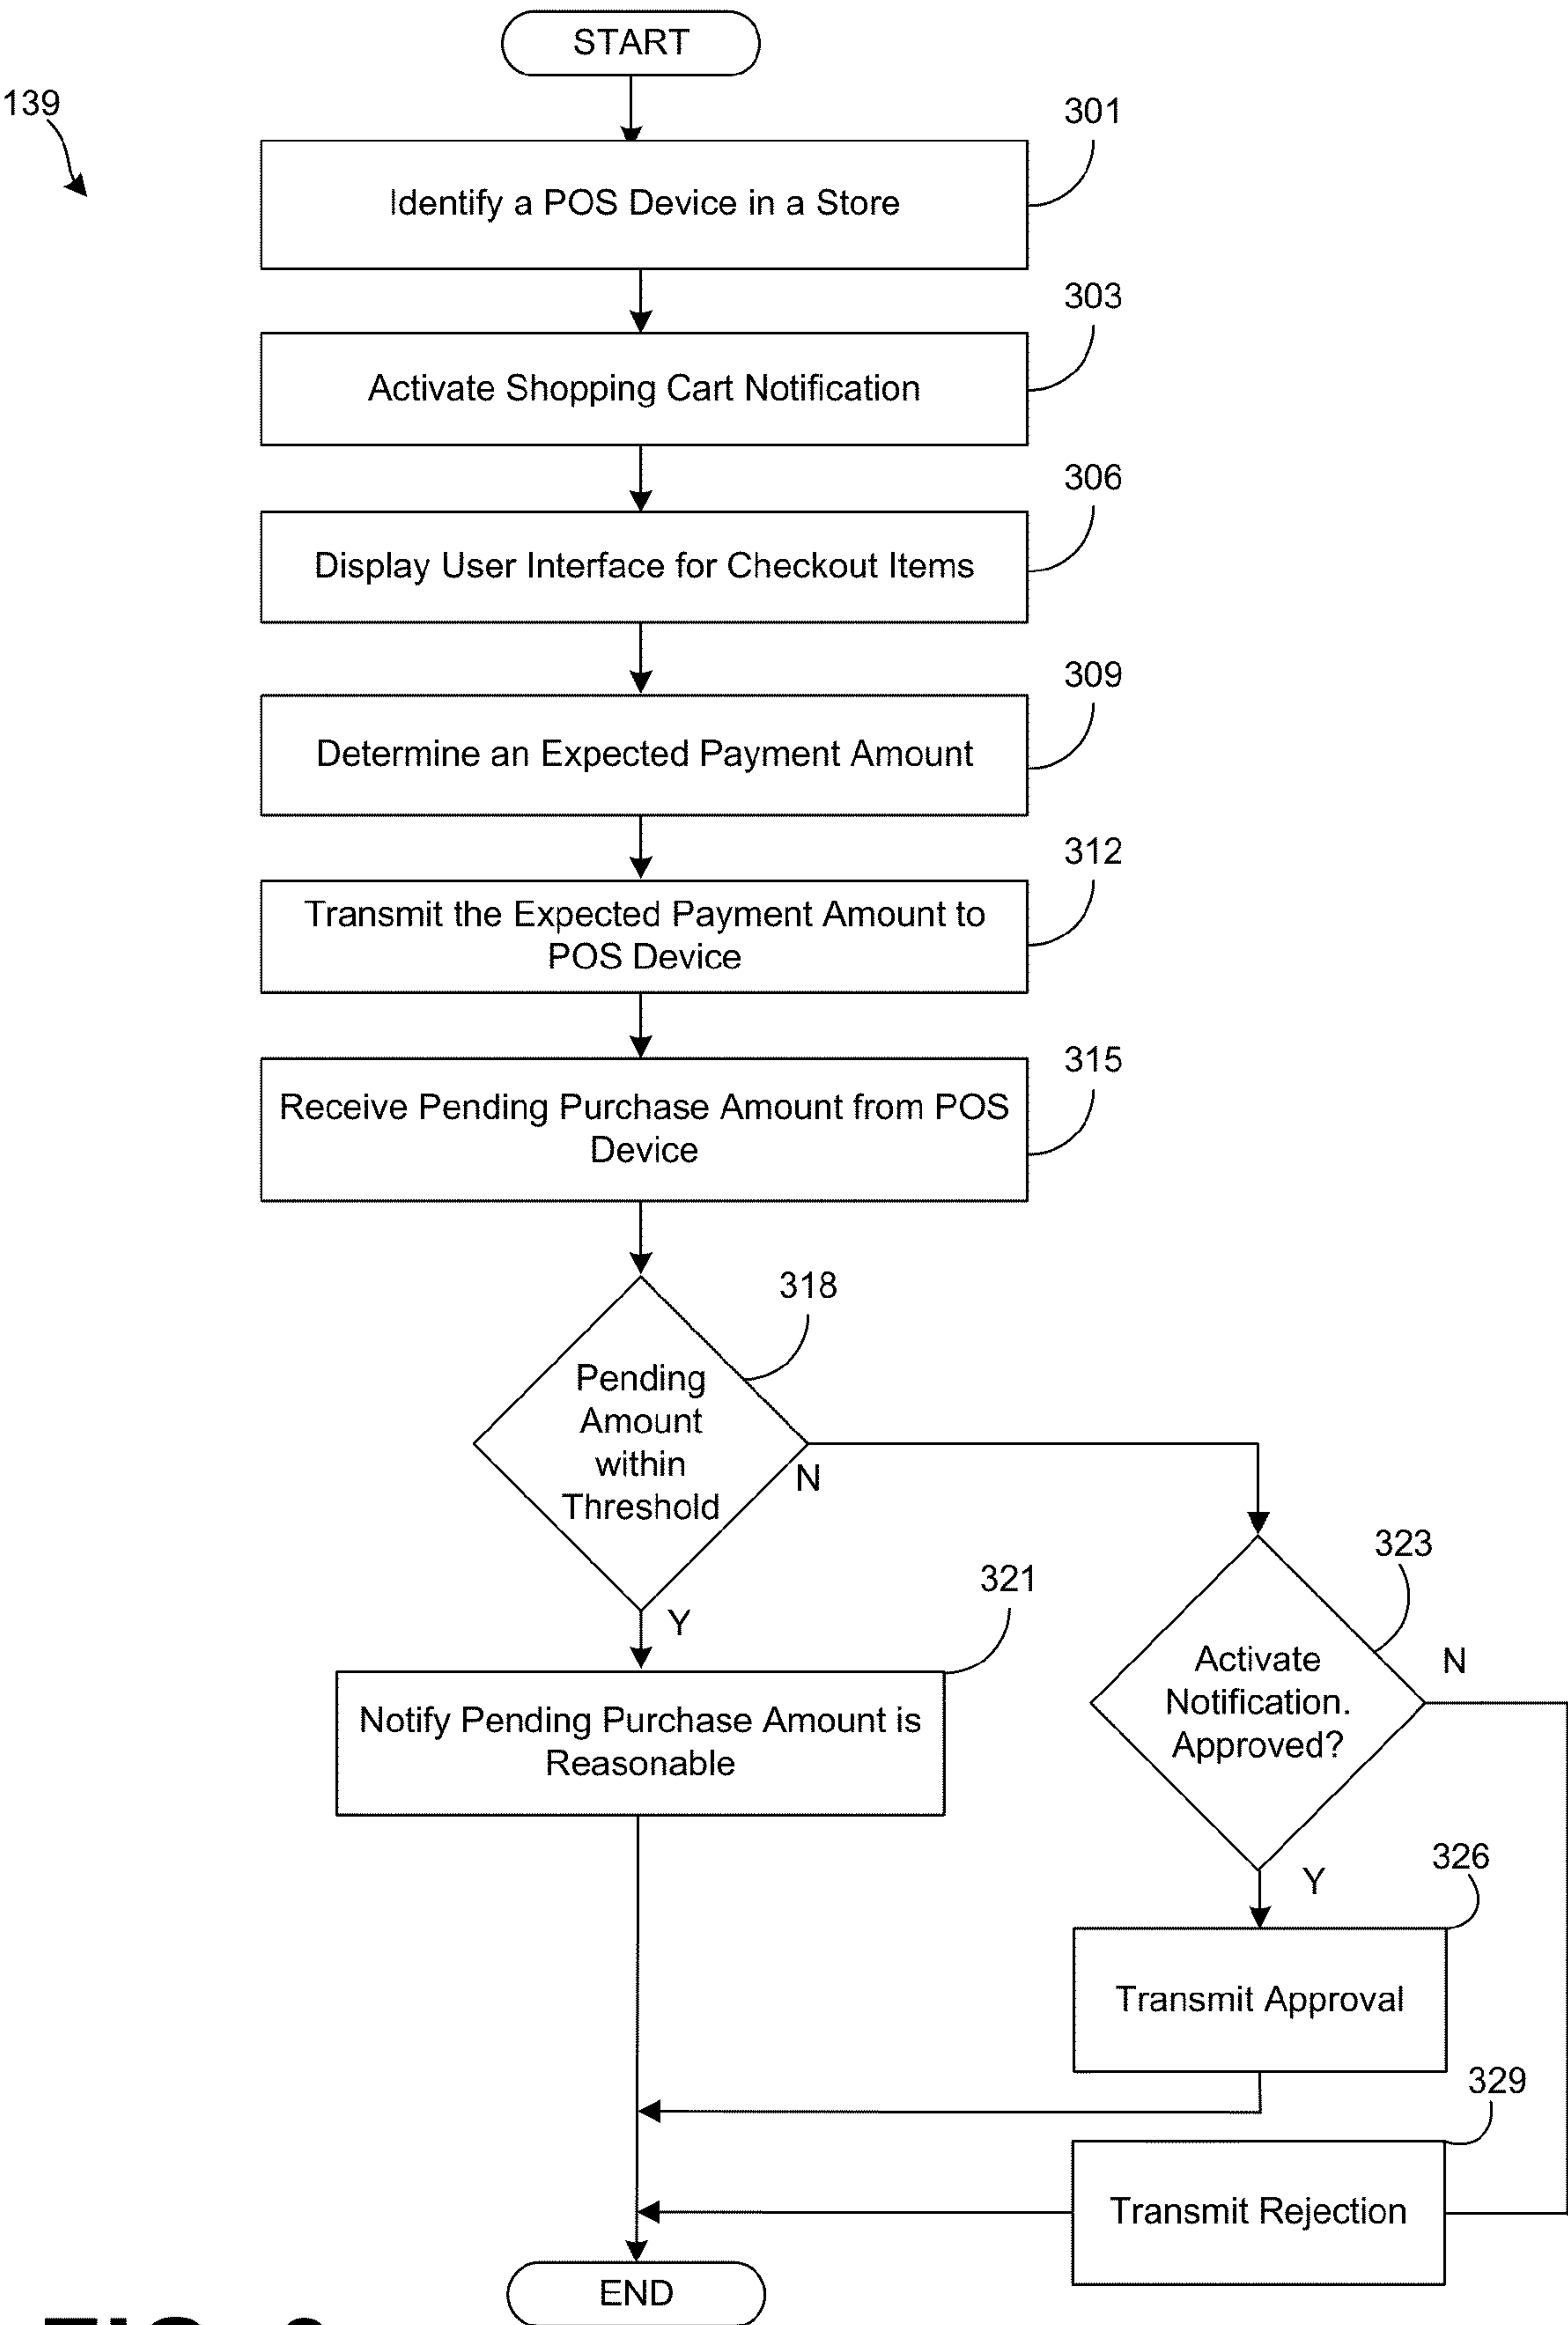 START
139
301
Identify a POS Device in a Store
303
Activate Shopping Cart Notification
306
Display User Interface for Checkout Items
309
Determine an Expected Payment Amount
312
Transmit the Expected Payment Amount to
POS Device
315
Receive Pending Purchase Amount from POS
Device
318
Pending
Amount
within
Threshold
N
Y
321
Notify Pending Purchase Amount is
Reasonable
323
Activate
Notification.
Approved?
N
Y
326
Transmit Approval
329
Transmit Rejection
END